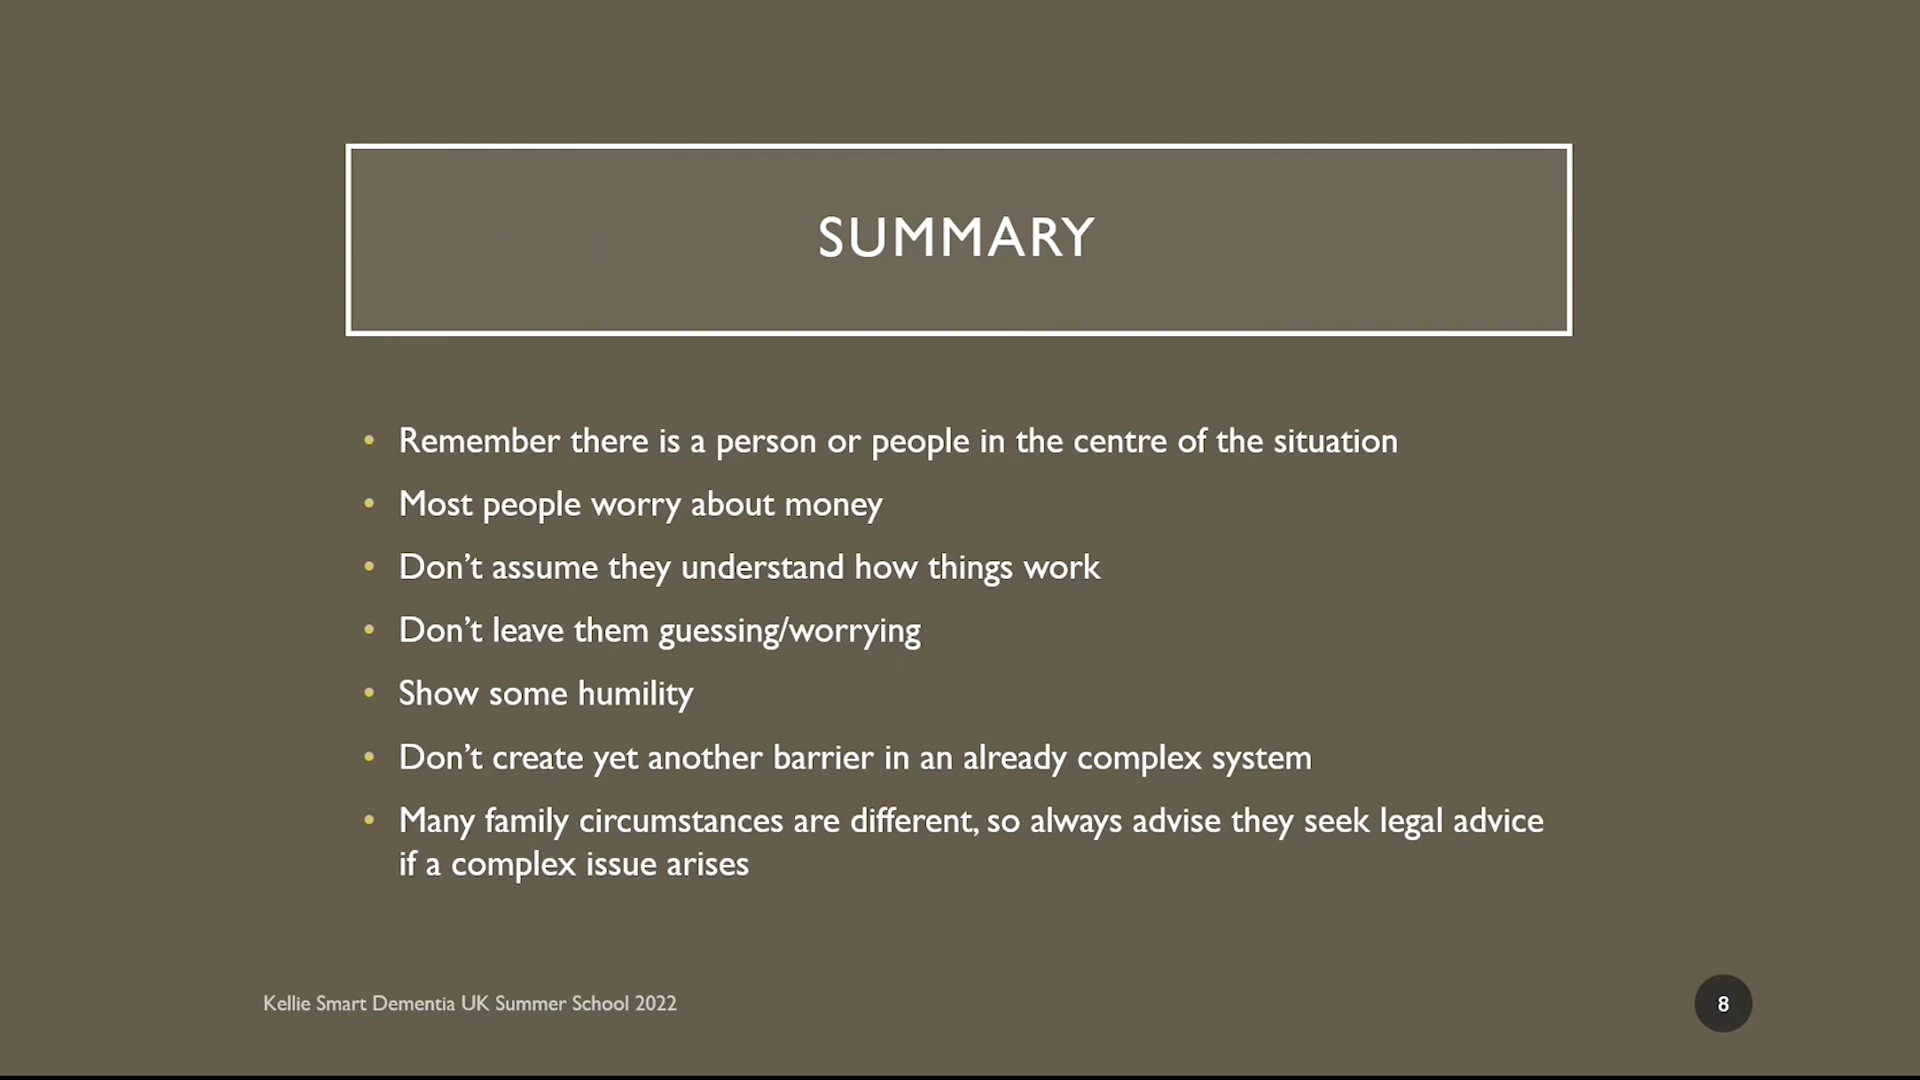 SUMMARY
• Remember there is a person or people in the centre of the situation
• Most people worry about money
• Don’t assume they understand how things work
• Don’t leave them guessing/worrying
• Show some humility
• Don’t create yet another barrier in an already complex system
• Many family circumstances are different, so always advise they seek legal advice
if a complex issue arises
Kellie Smart Dementia UK Summer School 2022
8